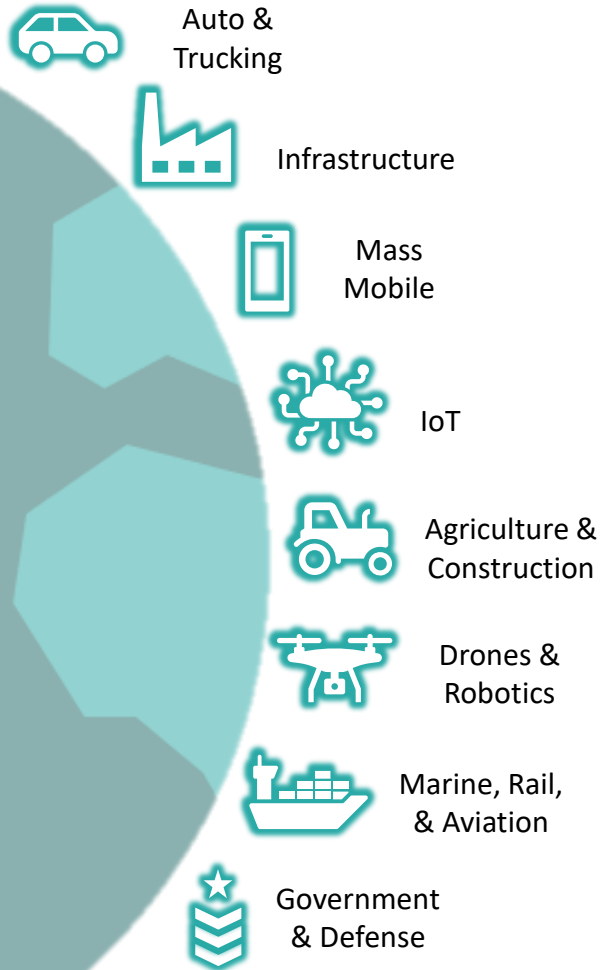 Auto &
Trucking
Infrastructure
Mass
Mobile
IoT
Agriculture &
Construction
Drones &
Robotics
Marine, Rail,
& Aviation
Government
& Defense